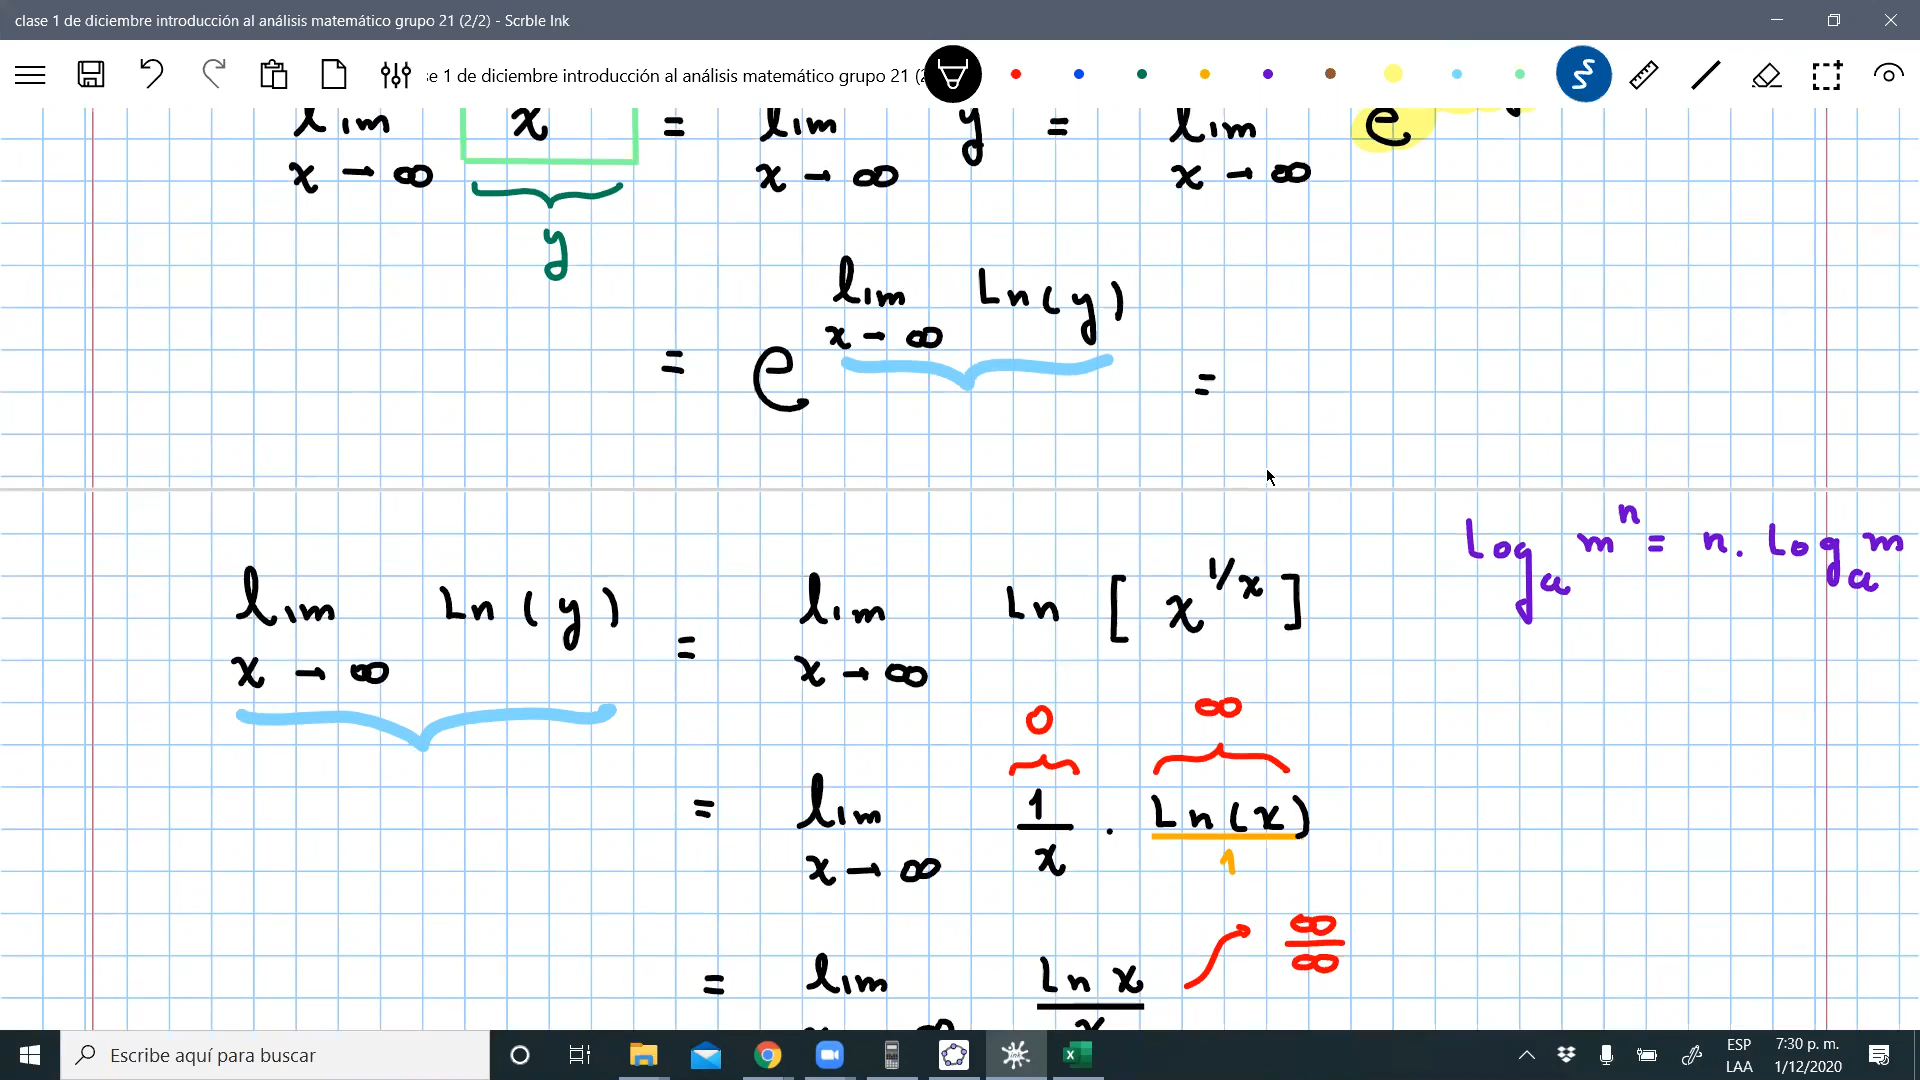 clase 1 de diciembre introducción al análisis matemático grupo 21 (2/2) - Scrble Ink
se 1 de diciembre introducción al análisis matemático grupo 21 (2
lim x = lim y = lim e
x → ∞ x → ∞ x → ∞
y
lim Ln(y)
x → ∞
= e =
Log_a m^n = n. Log_a m
lim Ln(y) = lim Ln [x^1/x]
x → ∞ x → ∞
0 ∞
= lim 1/x . Ln(x)
x → ∞ 1
∞/∞
= lim Ln x
x
∞
Escribe aquí para buscar
ESP 7:30 p. m.
LAA 1/12/2020